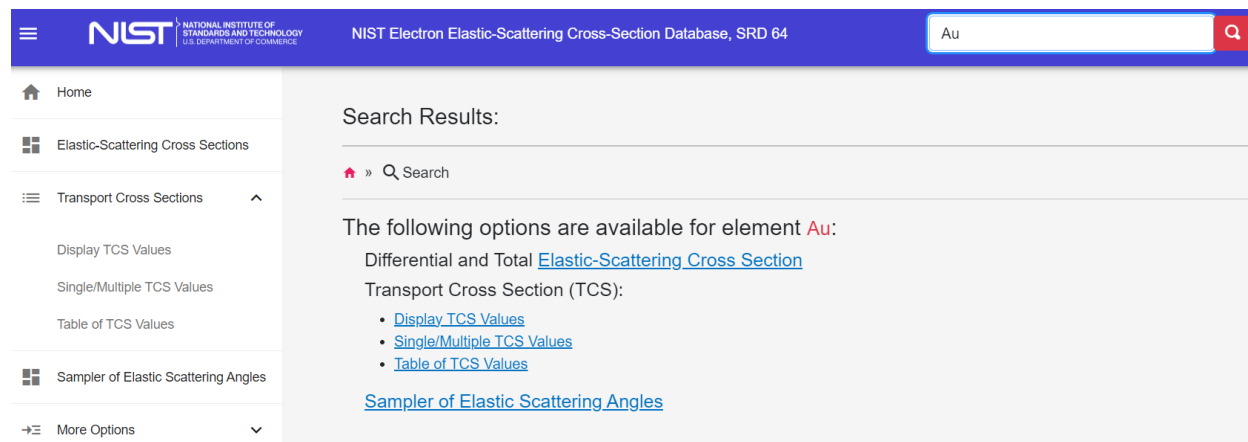 NIST
NATIONAL INSTITUTE OF
STANDARDS AND TECHNOLOGY
U.S. DEPARTMENT OF COMMERCE
NIST Electron Elastic-Scattering Cross-Section Database, SRD 64
Au
Home
Elastic-Scattering Cross Sections
Transport Cross Sections
Display TCS Values
Single/Multiple TCS Values
Table of TCS Values
Sampler of Elastic Scattering Angles
More Options
Search Results:
» Search
The following options are available for element Au:
Differential and Total Elastic-Scattering Cross Section
Transport Cross Section (TCS):
• Display TCS Values
• Single/Multiple TCS Values
• Table of TCS Values
Sampler of Elastic Scattering Angles